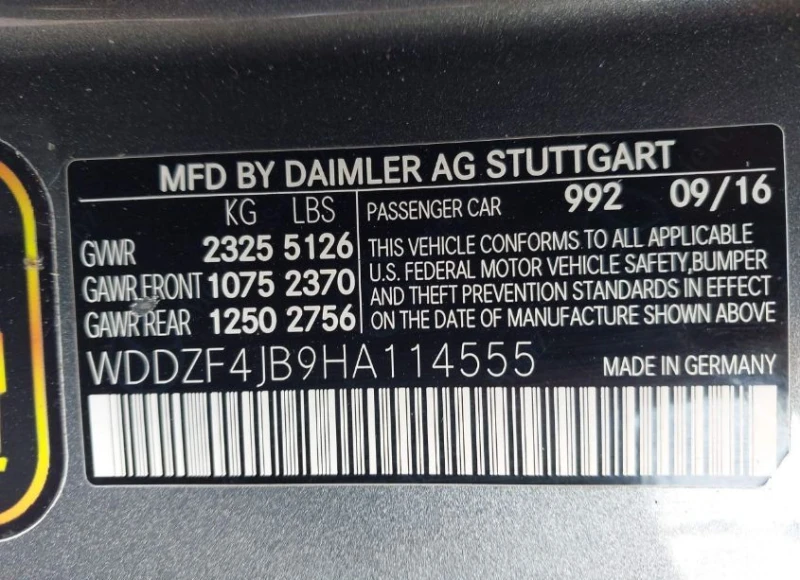 MFD BY DAIMLER AG STUTTGART
KG LBS
GVWR 2325 5126
GAWR FRONT 1075 2370
GAWR REAR 1250 2756
PASSENGER CAR 992 09/16
THIS VEHICLE CONFORMS TO ALL APPLICABLE
U.S. FEDERAL MOTOR VEHICLE SAFETY,BUMPER
AND THEFT PREVENTION STANDARDS IN EFFECT
ON THE DATE OF MANUFACTURE SHOWN ABOVE
WDDZF4JB9HA114555 MADE IN GERMANY